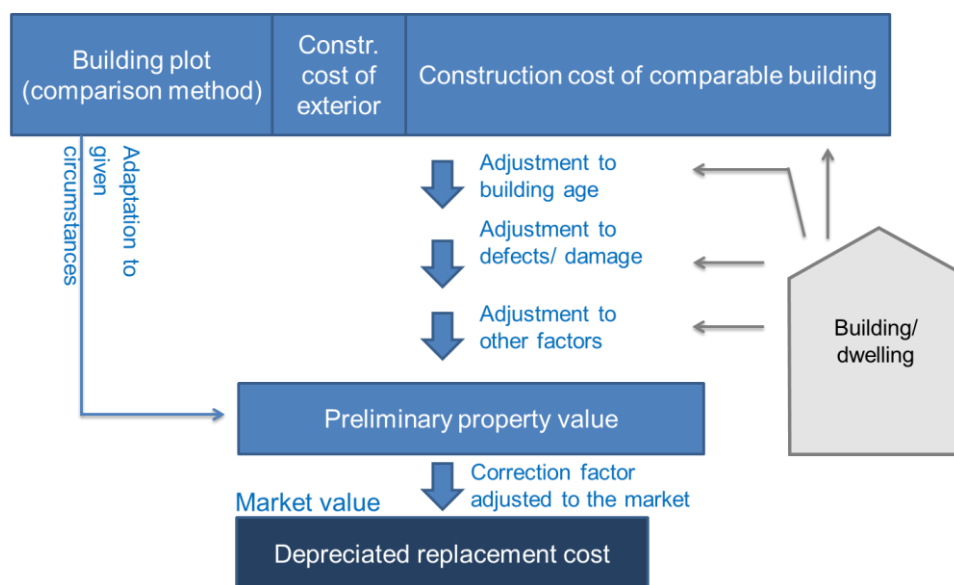 Building plot
(comparison method)
Constr.
cost of
exterior
Construction cost of comparable building
Adaptation to
given
circumstances
Adjustment to
building age
Adjustment to
defects/ damage
Adjustment to
other factors
Building/
dwelling
Preliminary property value
Correction factor
adjusted to the market
Market value
Depreciated replacement cost